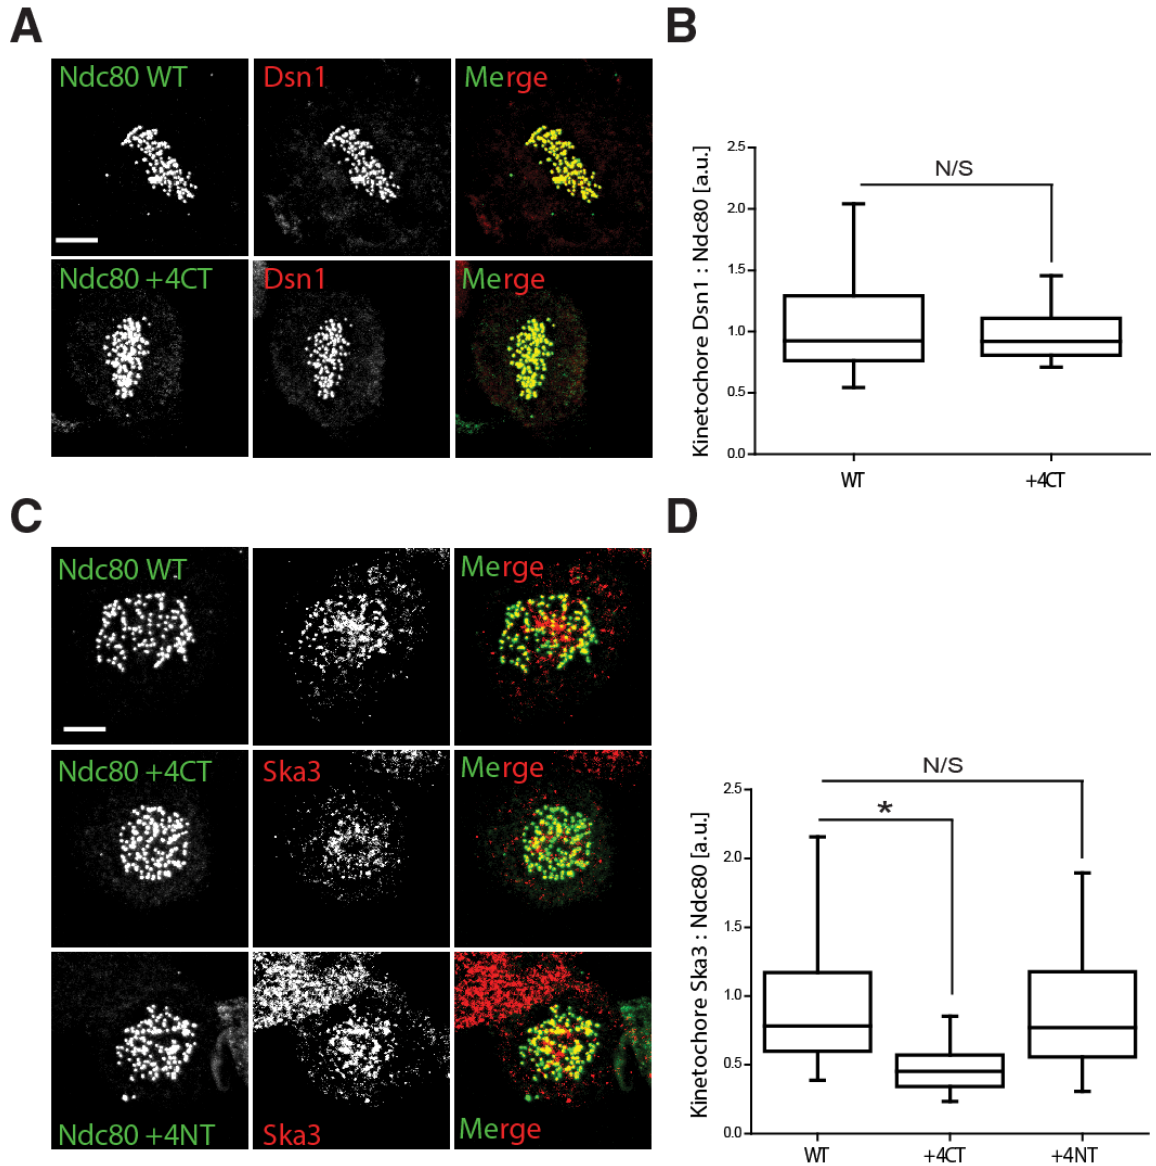 A
Ndc80 WT
Dsn1
Merge
Ndc80 +4CT
Dsn1
Merge
B
Kinetochore Dsn1 : Ndc80 [a.u.]
2.5
2.0
1.5
1.0
0.5
0.0
N/S
WT
+4CT
C
Ndc80 WT
Merge
Ndc80 +4CT
Ska3
Merge
Ndc80 +4NT
Ska3
Merge
D
Kinetochore Ska3 : Ndc80 [a.u.]
2.5
2.0
1.5
1.0
0.5
0.0
N/S
*
WT
+4CT
+4NT